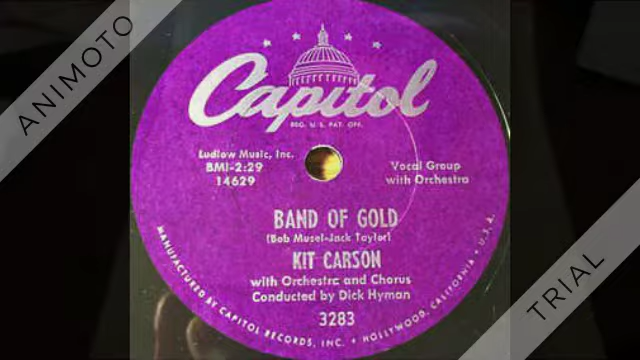 ANIMOTO
Capitol
REG. U.S. PAT. OFF.
Ludlow Music, Inc.
BMI-2:29
14629
Vocal Group
with Orchestra
BAND OF GOLD
(Bob Musel-Jack Taylor)
KIT CARSON
with Orchestra and Chorus
Conducted by Dick Hyman
3283
MANUFACTURED BY CAPITOL RECORDS, INC. • HOLLYWOOD, CALIFORNIA • U.S.A.
TRIAL